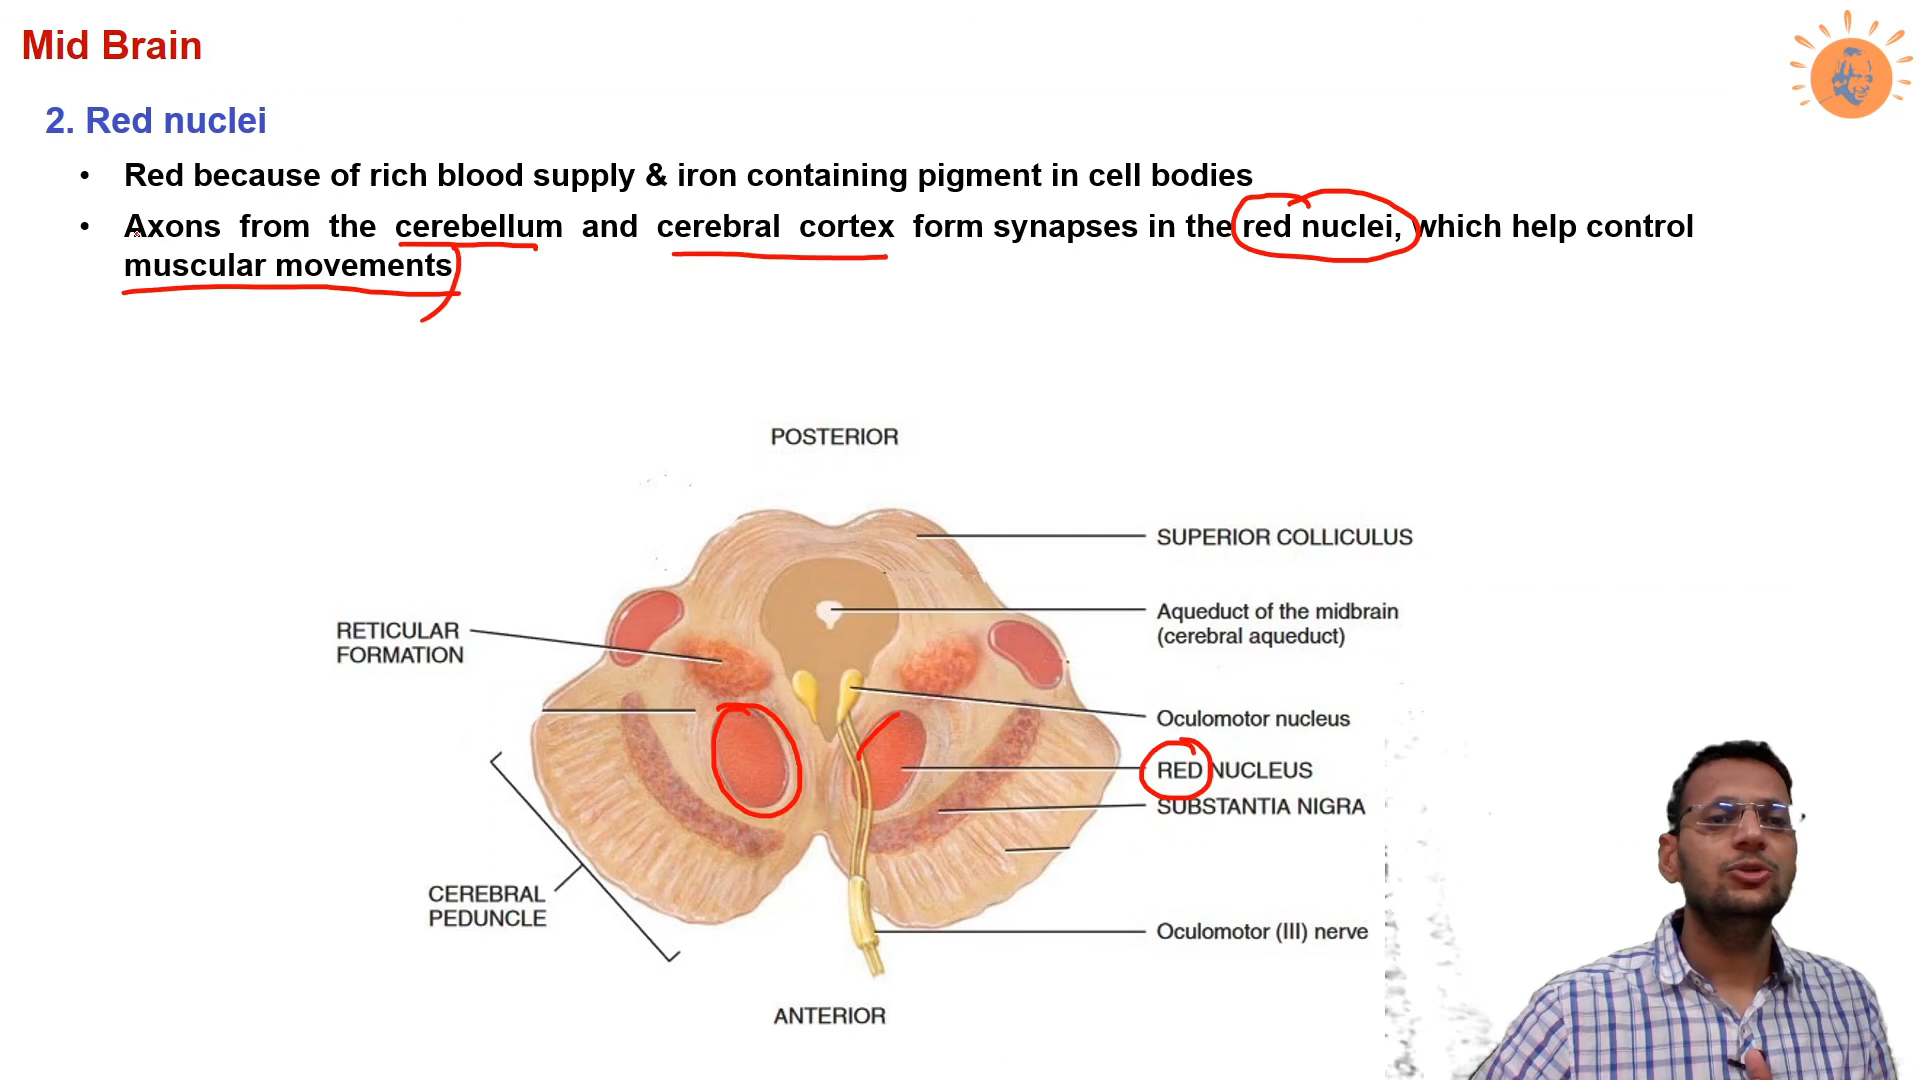 Mid Brain
2. Red nuclei
• Red because of rich blood supply & iron containing pigment in cell bodies
• Axons from the cerebellum and cerebral cortex form synapses in the red nuclei, which help control
muscular movements
POSTERIOR
SUPERIOR COLLICULUS
Aqueduct of the midbrain
(cerebral aqueduct)
RETICULAR
FORMATION
Oculomotor nucleus
RED NUCLEUS
SUBSTANTIA NIGRA
CEREBRAL
PEDUNCLE
Oculomotor (III) nerve
ANTERIOR